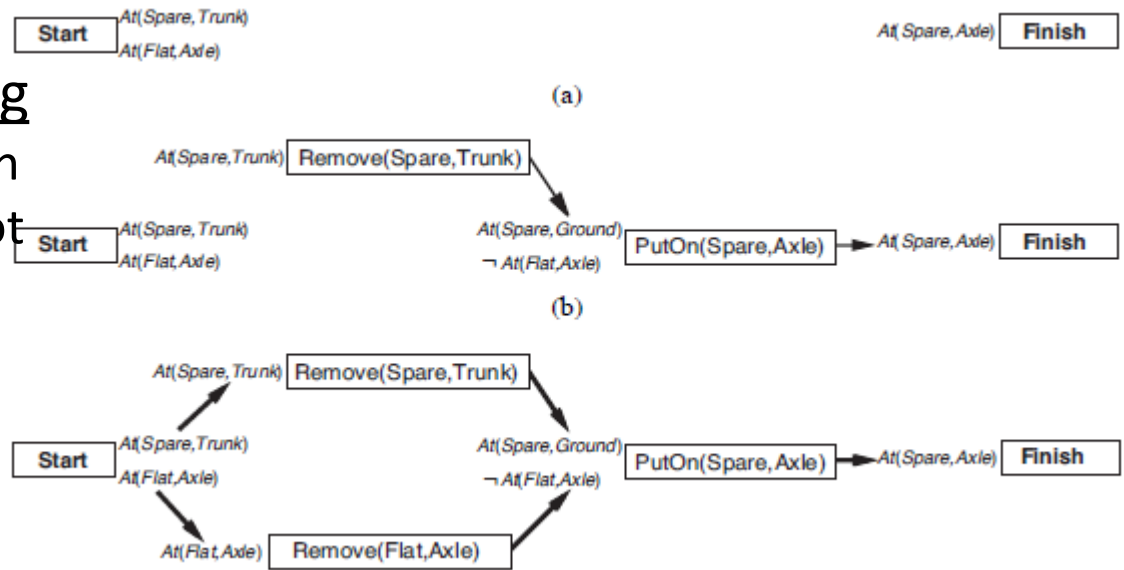 At(Spare,Trunk)
Start
At(Flat,Axle)
At(Spare,Axle) Finish
(a)
g
n
ot
At(Spare,Trunk) Remove(Spare,Trunk)
At(Spare,Trunk)
Start
At(Flat,Axle)
At(Spare,Ground)
¬ At(Flat,Axle)
PutOn(Spare,Axle)
At(Spare,Axle) Finish
(b)
At(Spare,Trunk) Remove(Spare,Trunk)
At(Spare,Trunk)
Start
At(Flat,Axle)
At(Spare,Ground)
¬ At(Flat,Axle)
PutOn(Spare,Axle)
At(Spare,Axle) Finish
At(Flat,Axle) Remove(Flat,Axle)